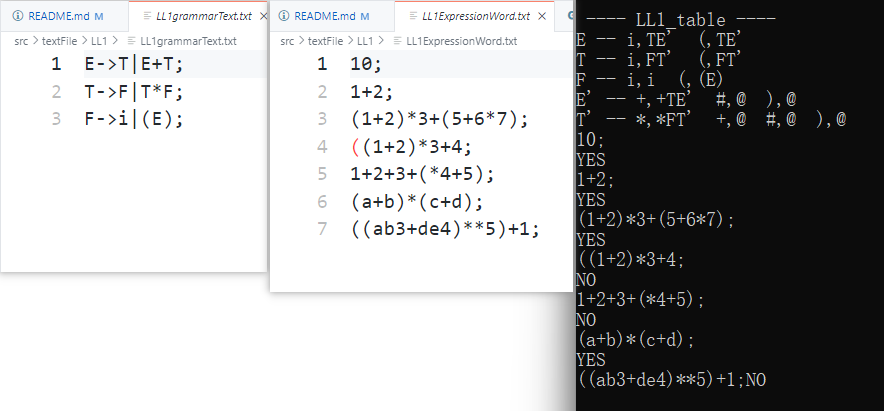 README.md M LL1grammarText.txt
src > textFile > LL1 > LL1grammarText.txt
1 E->T|E+T;
2 T->F|T*F;
3 F->i|(E);
README.md M LL1ExpressionWord.txt
src > textFile > LL1 > LL1ExpressionWord.txt
1 10;
2 1+2;
3 (1+2)*3+(5+6*7);
4 ((1+2)*3+4;
5 1+2+3+(*4+5);
6 (a+b)*(c+d);
7 ((ab3+de4)**5)+1;
---- LL1_table ----
E -- i,TE' (,TE'
T -- i,FT' (,FT'
F -- i,i (,(E)
E' -- +,+TE' #,@ ),@
T' -- *,*FT' +,@ #,@ ),@
10;
YES
1+2;
YES
(1+2)*3+(5+6*7);
YES
((1+2)*3+4;
NO
1+2+3+(*4+5);
NO
(a+b)*(c+d);
YES
((ab3+de4)**5)+1;NO